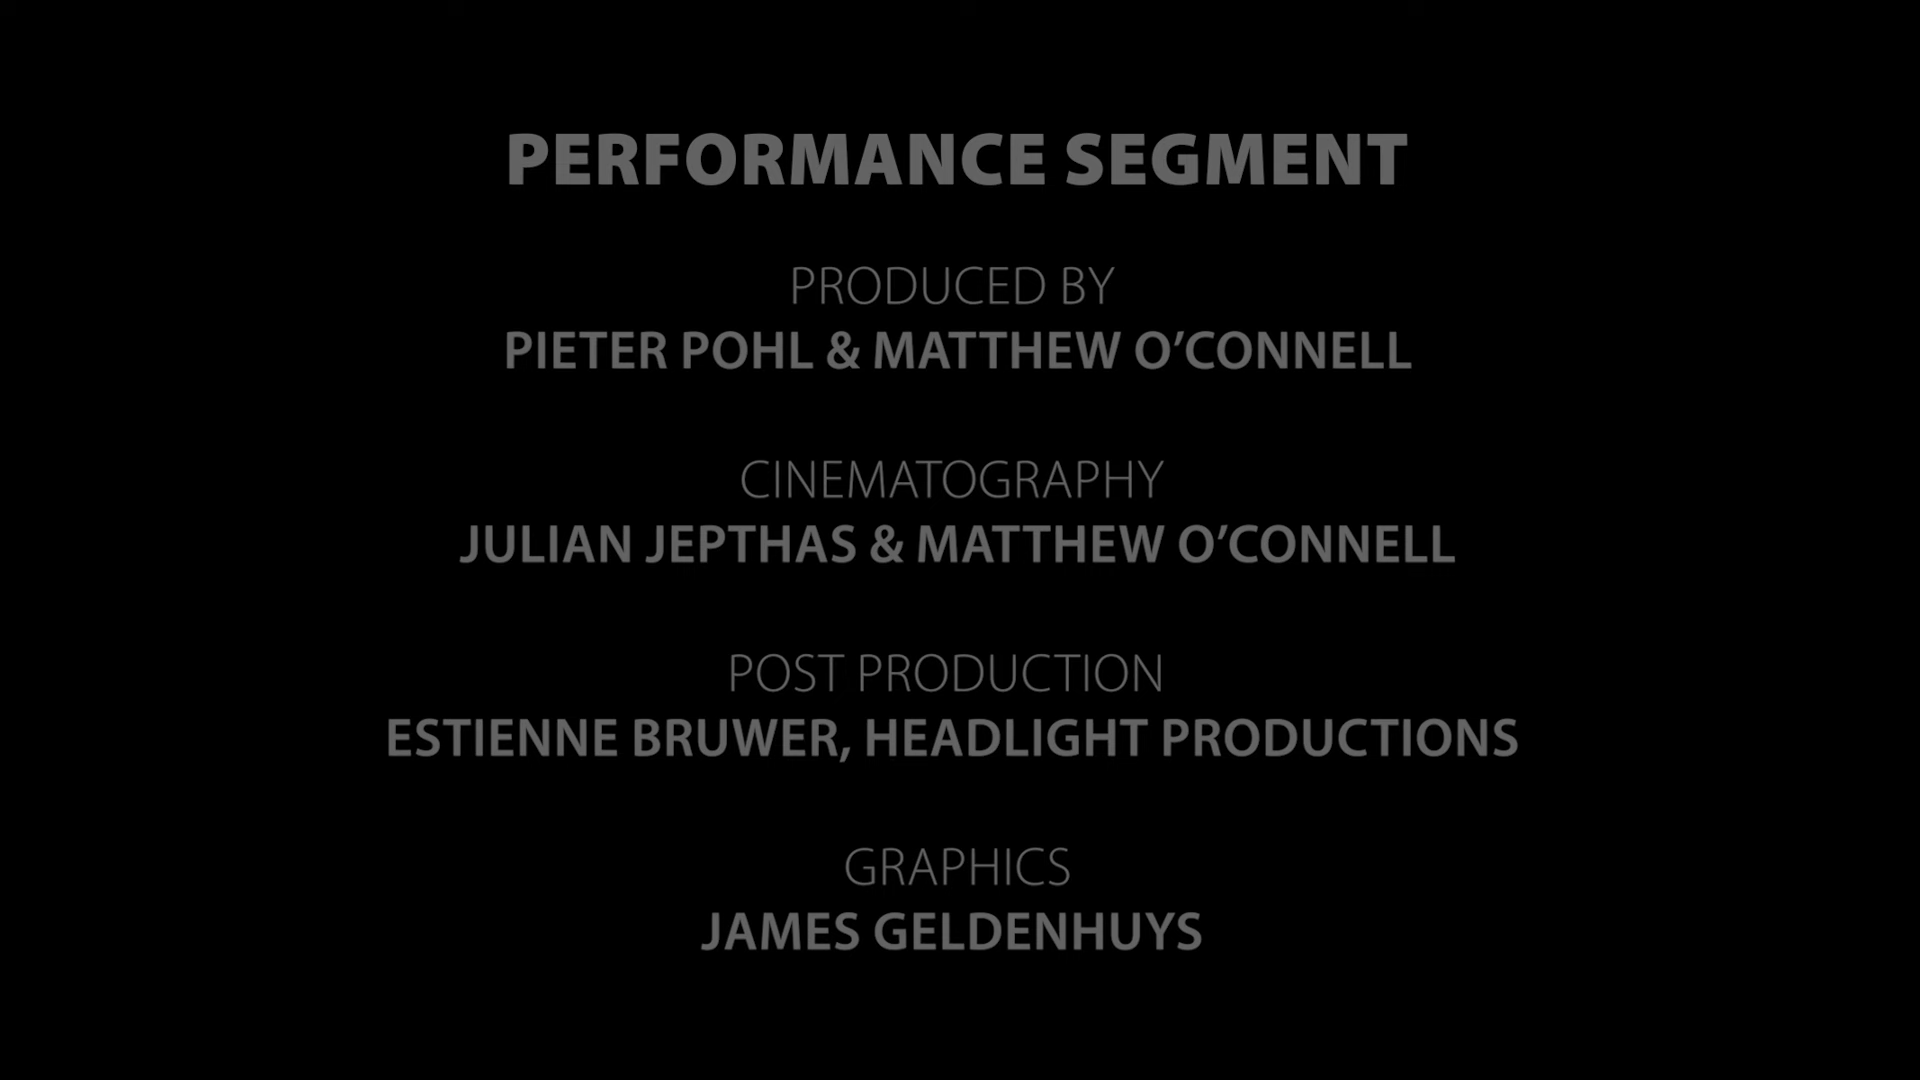 PERFORMANCE SEGMENT
PRODUCED BY
PIETER POHL & MATTHEW O’CONNELL
CINEMATOGRAPHY
JULIAN JEPTHAS & MATTHEW O’CONNELL
POST PRODUCTION
ESTIENNE BRUWER, HEADLIGHT PRODUCTIONS
GRAPHICS
JAMES GELDENHUYS